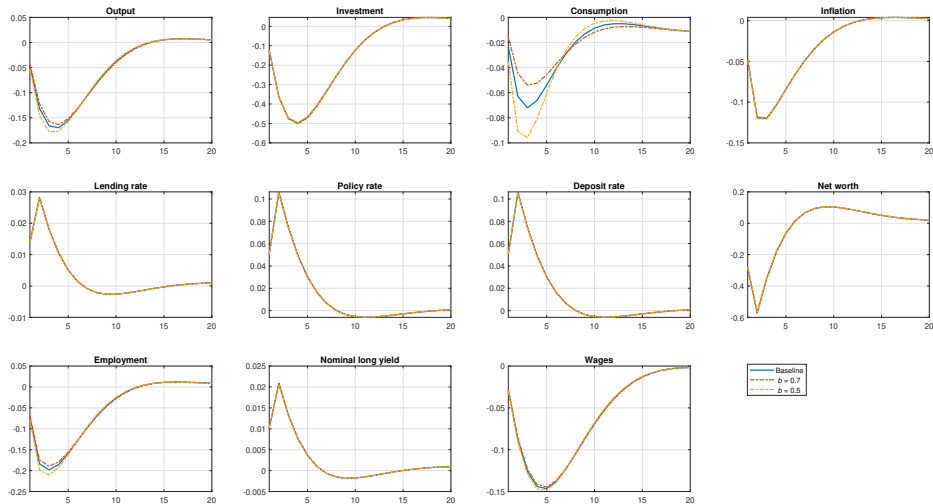 Output
0.05
0
-0.05
-0.1
-0.15
-0.2
5 10 15 20
Investment
0
-0.2
-0.4
-0.6
5 10 15 20
Consumption
0
-0.02
-0.04
-0.06
-0.08
-0.1
5 10 15 20
Inflation
0
-0.05
-0.1
-0.15
5 10 15 20
Lending rate
0.03
0.02
0.01
0
-0.01
5 10 15 20
Policy rate
0.1
0.08
0.06
0.04
0.02
0
5 10 15 20
Deposit rate
0.1
0.08
0.06
0.04
0.02
0
5 10 15 20
Net worth
0.2
0
-0.2
-0.4
-0.6
5 10 15 20
Employment
0.05
0
-0.05
-0.1
-0.15
-0.2
-0.25
5 10 15 20
Nominal long yield
0.025
0.02
0.015
0.01
0.005
0
-0.005
5 10 15 20
Wages
0
-0.05
-0.1
-0.15
5 10 15 20
Baseline
b = 0.7
b = 0.5